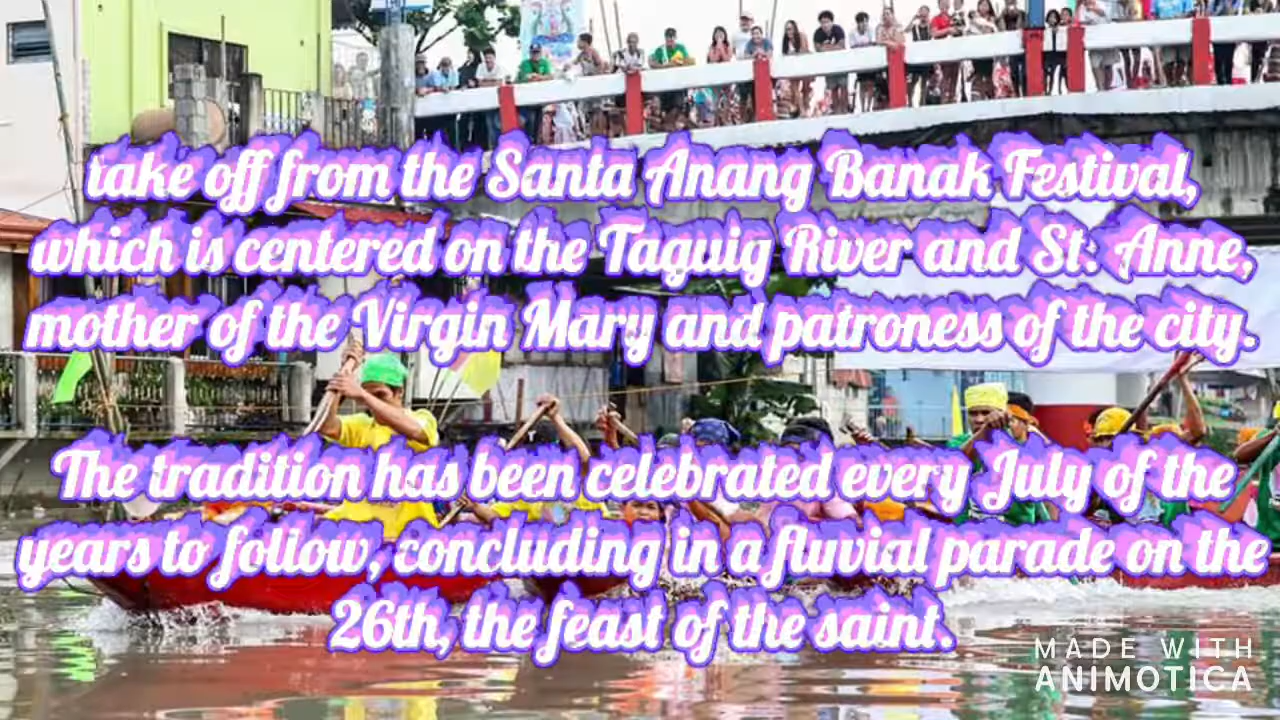 take off from the Santa Anang Banak Festival,
which is centered on the Taguig River and St. Anne,
mother of the Virgin Mary and patroness of the city.
The tradition has been celebrated every July of the
years to follow, concluding in a fluvial parade on the
26th, the feast of the saint.
MADE WITH
ANIMOTICA